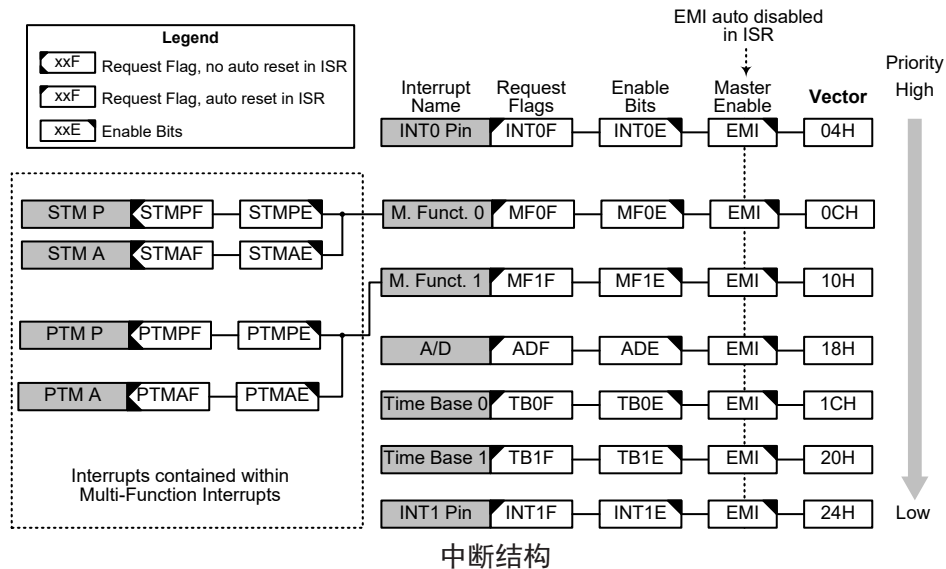 Legend
xxF Request Flag, no auto reset in ISR
xxF Request Flag, auto reset in ISR
xxE Enable Bits
EMI auto disabled
in ISR
Priority
High
Interrupt
Name
Request
Flags
Enable
Bits
Master
Enable
Vector
INT0 Pin INT0F INT0E EMI 04H
STM P STMPF STMPE M. Funct. 0 MF0F MF0E EMI 0CH
STM A STMAF STMAE
M. Funct. 1 MF1F MF1E EMI 10H
PTM P PTMPF PTMPE
A/D ADF ADE EMI 18H
PTM A PTMAF PTMAE
Time Base 0 TB0F TB0E EMI 1CH
Time Base 1 TB1F TB1E EMI 20H
Interrupts contained within
Multi-Function Interrupts
INT1 Pin INT1F INT1E EMI 24H
Low
中断结构